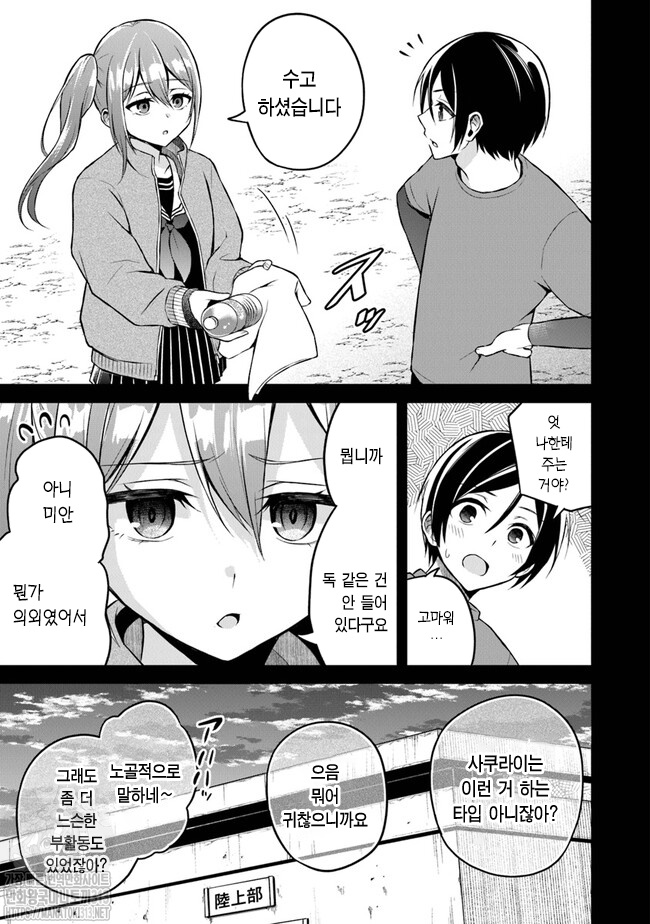 수고
하셨습니다
スッ
엇
나한테
주는
거야?
고마워
…
뭡니까
독 같은 건
안 들어
있다구요
아니
미안
뭔가
의외였어서
사쿠라이는
이런 거 하는
타입 아니잖아?
으음
뭐어
귀찮으니까요
노골적으로
말하네~
그래도
좀 더
느슨한
부활동도
있었잖아?
陸上部